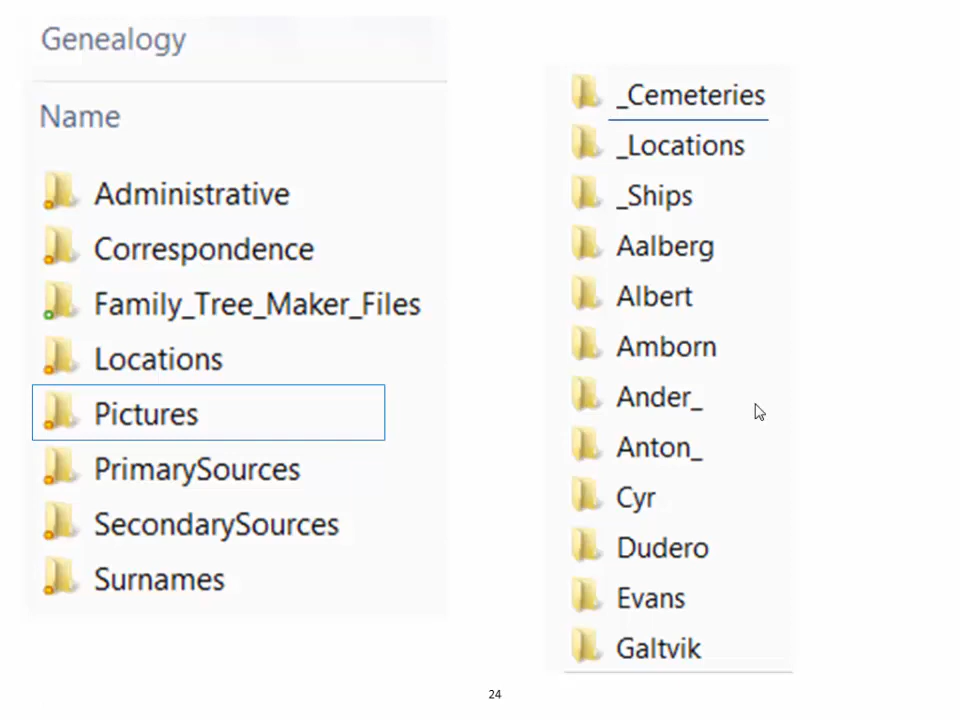 Genealogy
Name
Administrative
Correspondence
Family_Tree_Maker_Files
Locations
Pictures
PrimarySources
SecondarySources
Surnames
_Cemeteries
_Locations
_Ships
Aalberg
Albert
Amborn
Ander_
Anton_
Cyr
Dudero
Evans
Galtvik
24